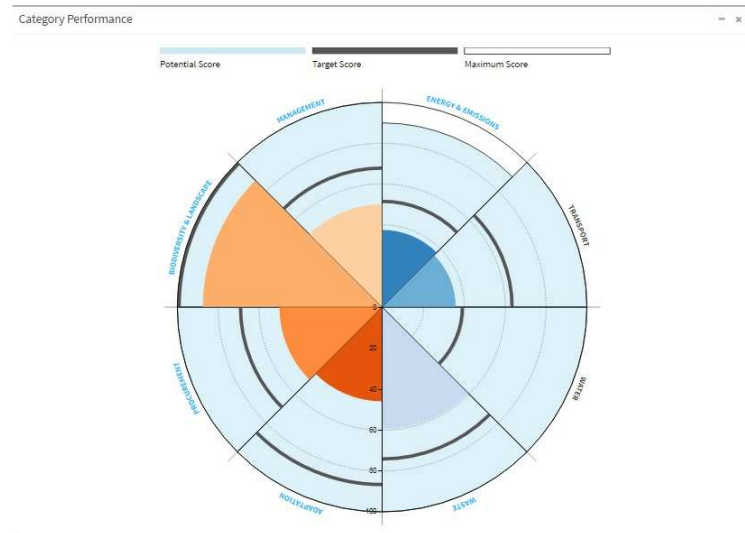 Category Performance
Potential Score
Target Score
Maximum Score
MANAGEMENT
ENERGY & EMISSIONS
BIODIVERSITY & LANDSCAPE
TRANSPORT
0
20
40
60
80
100
PROCUREMENT
WATER
ADAPTATION
WASTE